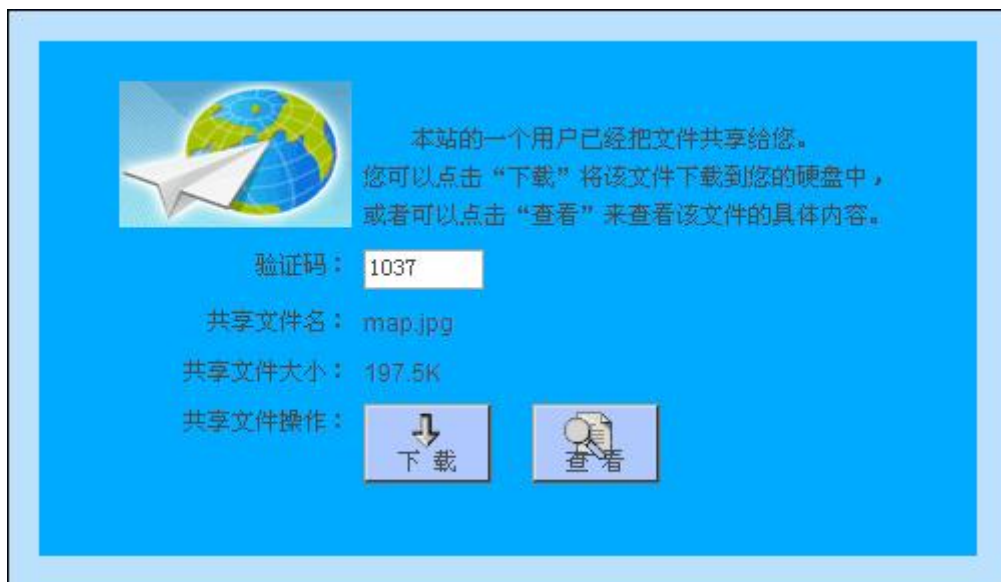 本站的一个用户已经把文件共享给您。
您可以点击“下载”将该文件下载到您的硬盘中，
或者可以点击“查看”来查看该文件的具体内容。
验证码： 1037
共享文件名： map.jpg
共享文件大小： 197.5K
共享文件操作： 下 载 查 看